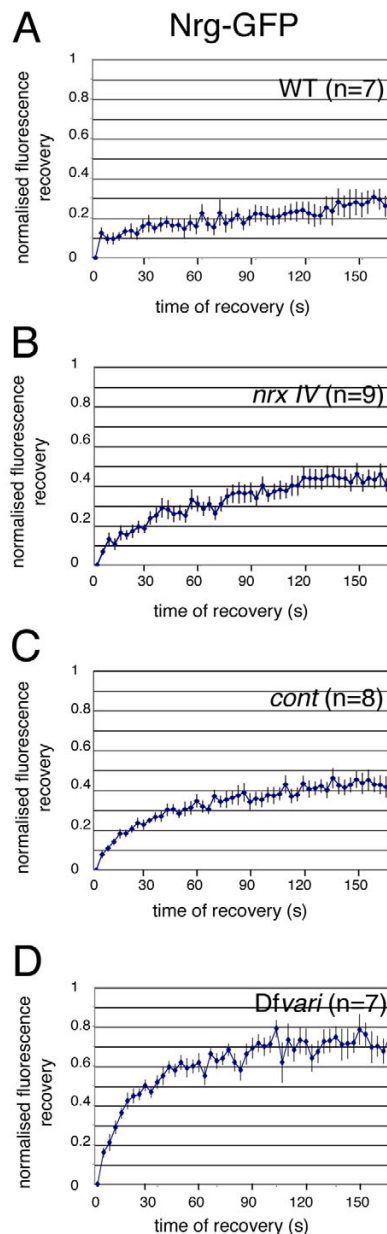 A
Nrg-GFP
WT (n=7)
normalised fluorescence
recovery
1
0.8
0.6
0.4
0.2
0
0 30 60 90 120 150
time of recovery (s)
B
nrx IV (n=9)
normalised fluorescence
recovery
1
0.8
0.6
0.4
0.2
0
0 30 60 90 120 150
time of recovery (s)
C
cont (n=8)
normalised fluorescence
recovery
1
0.8
0.6
0.4
0.2
0
0 30 60 90 120 150
time of recovery (s)
D
Dfvari (n=7)
normalised fluorescence
recovery
1
0.8
0.6
0.4
0.2
0
0 30 60 90 120 150
time of recovery (s)